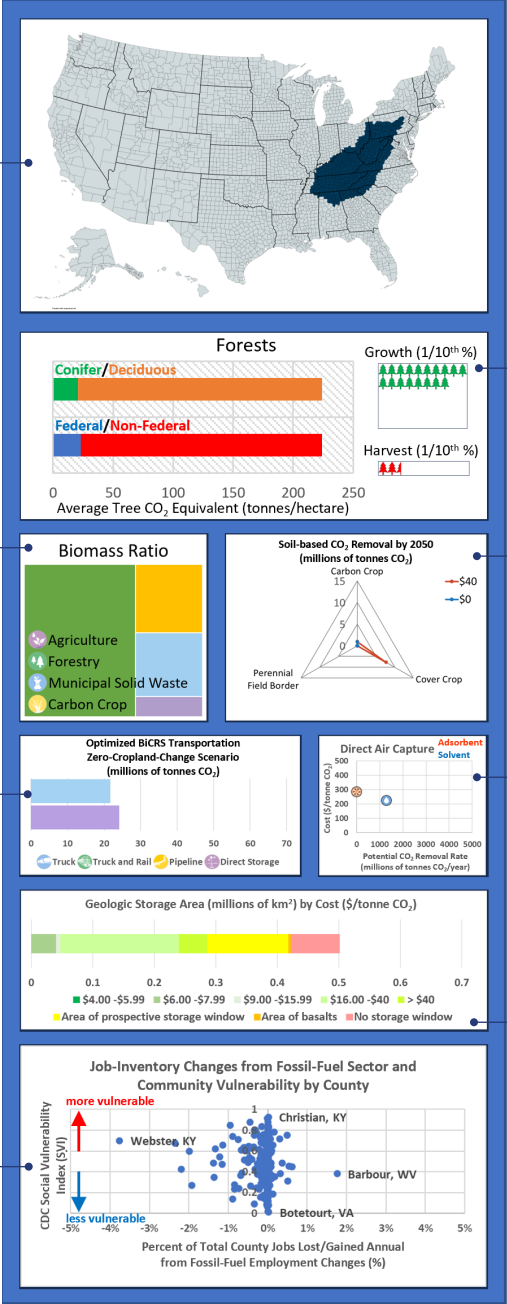 Forests
Conifer/Deciduous
Federal/Non-Federal
0 50 100 150 200 250
Average Tree CO₂ Equivalent (tonnes/hectare)
Growth (1/10th %)
Harvest (1/10th %)
Biomass Ratio
Agriculture
Forestry
Municipal Solid Waste
Carbon Crop
Soil-based CO₂ Removal by 2050
(millions of tonnes CO₂)
Carbon Crop
15
10
5
0
$40
$0
Perennial
Field Border
Cover Crop
Optimized BiCRS Transportation
Zero-Cropland-Change Scenario
(millions of tonnes CO₂)
0 10 20 30 40 50 60 70
Truck Truck and Rail Pipeline Direct Storage
Direct Air Capture
Adsorbent
Solvent
Cost ($/tonne CO₂)
500
400
300
200
100
0
0 1000 2000 3000 4000 5000
Potential CO₂ Removal Rate
(millions of tonnes CO₂/year)
Geologic Storage Area (millions of km²) by Cost ($/tonne CO₂)
0 0.1 0.2 0.3 0.4 0.5 0.6 0.7
$4.00 -$5.99 $6.00 -$7.99 $9.00 -$15.99 $16.00 -$40 > $40
Area of prospective storage window Area of basalts No storage window
Job-Inventory Changes from Fossil-Fuel Sector and
Community Vulnerability by County
more vulnerable
CDC Social Vulnerability
Index (SVI)
less vulnerable
1
0.8
0.6
0.4
0.2
0
Christian, KY
Webster, KY
Barbour, WV
Botetourt, VA
-5% -4% -3% -2% -1% 0% 1% 2% 3% 4% 5%
Percent of Total County Jobs Lost/Gained Annual
from Fossil-Fuel Employment Changes (%)